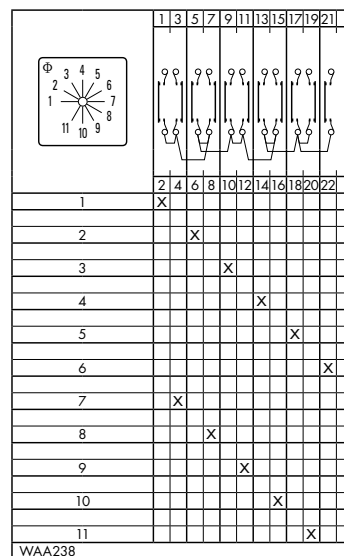 1 3 5 7 9 11 13 15 17 19 21
Φ
3 4 5
2 6
1 7
8
11 10 9
2 4 6 8 10 12 14 16 18 20 22
1 X
2 X
3 X
4 X
5 X
6 X
7 X
8 X
9 X
10 X
11 X
WAA238